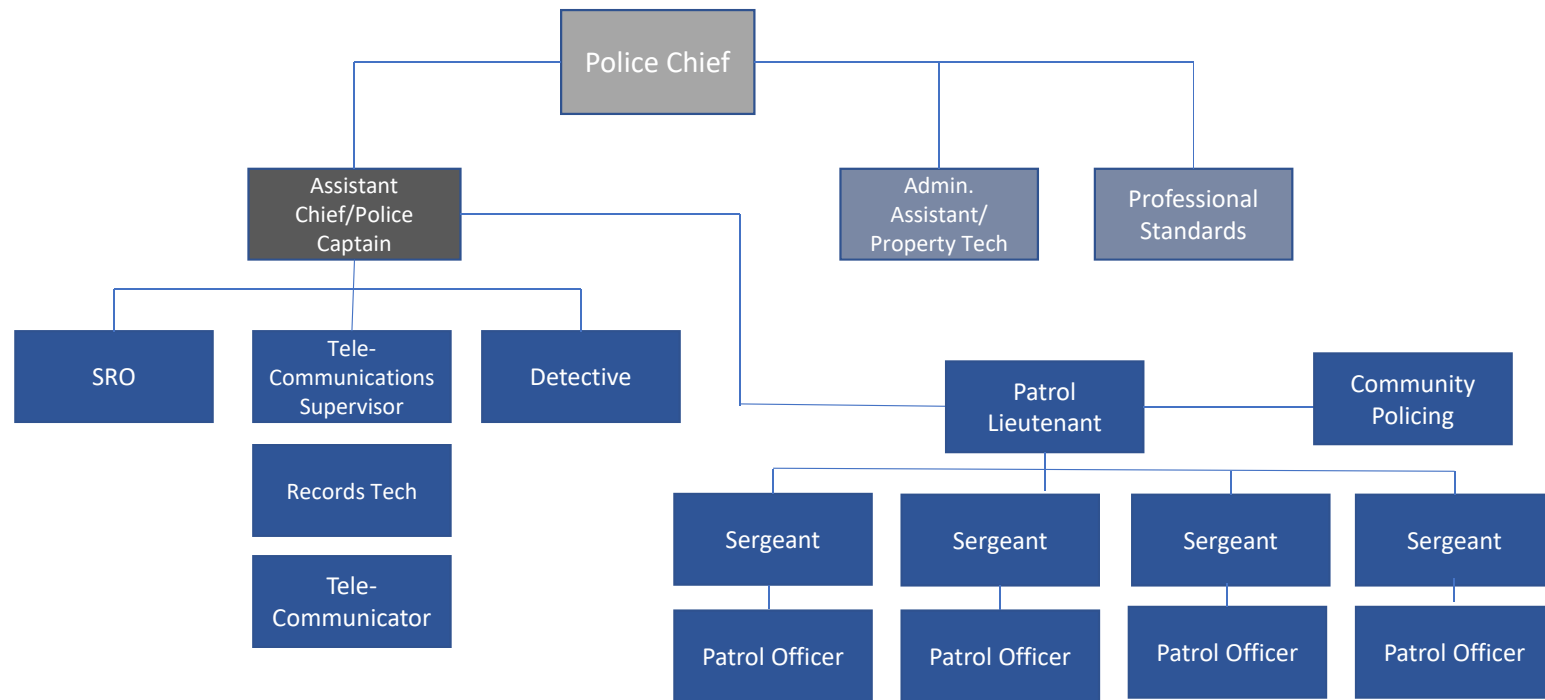 Police Chief
Assistant
Chief/Police
Captain
Admin.
Assistant/
Property Tech
Professional
Standards
SRO
Tele-
Communications
Supervisor
Detective
Patrol
Lieutenant
Community
Policing
Records Tech
Tele-
Communicator
Sergeant
Sergeant
Sergeant
Sergeant
Patrol Officer
Patrol Officer
Patrol Officer
Patrol Officer